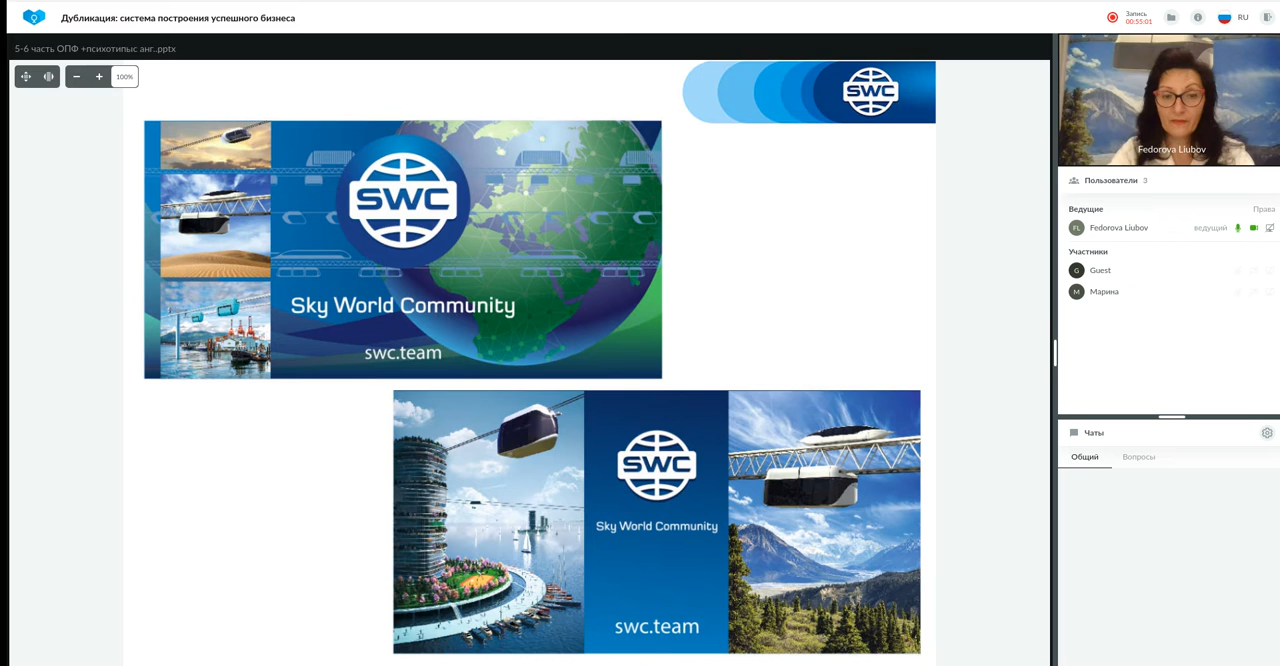 Дубликация: система построения успешного бизнеса
Запись
00:55:01
RU
5-6 часть ОПФ +психотипыс анг..pptx
100%
SWC
SWC
Sky World Community
swc.team
SWC
Sky World Community
swc.team
Fedorova Liubov
Пользователи 3
Ведущие Права
FL Fedorova Liubov ведущий
Участники
G Guest
М Марина
Чаты
Общий Вопросы